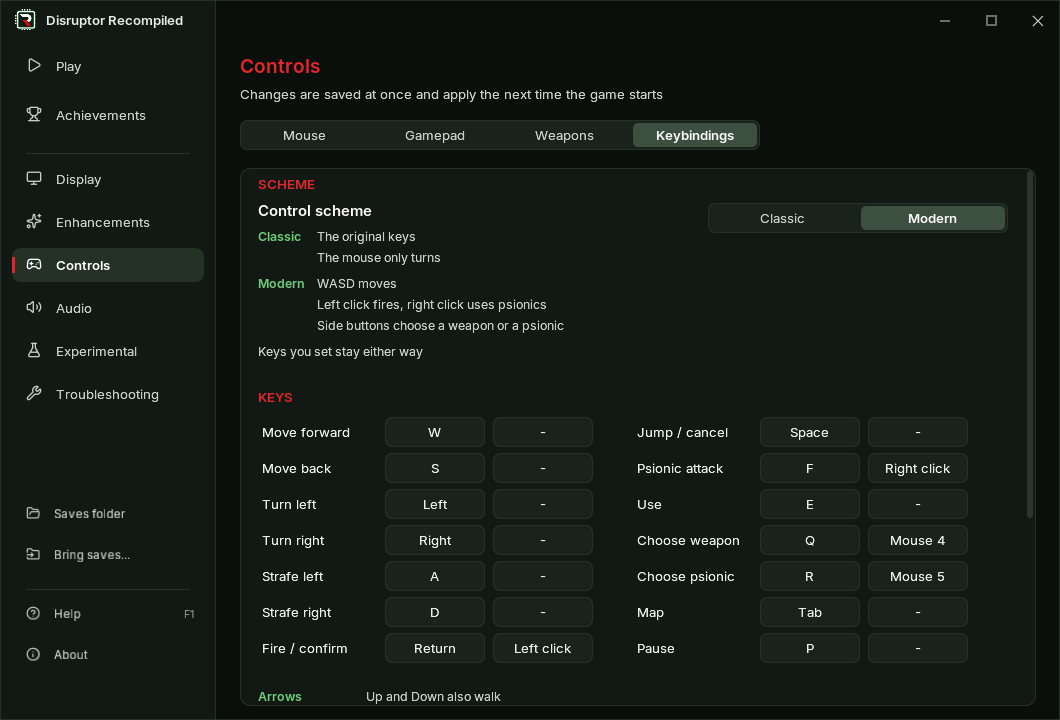 Disruptor Recompiled
Play
Achievements
Display
Enhancements
Controls
Audio
Experimental
Troubleshooting
Saves folder
Bring saves...
Help F1
About
Controls
Changes are saved at once and apply the next time the game starts
Mouse Gamepad Weapons Keybindings
SCHEME
Control scheme
Classic Modern
Classic The original keys
The mouse only turns
Modern WASD moves
Left click fires, right click uses psionics
Side buttons choose a weapon or a psionic
Keys you set stay either way
KEYS
Move forward W - Jump / cancel Space -
Move back S - Psionic attack F Right click
Turn left Left - Use E -
Turn right Right - Choose weapon Q Mouse 4
Strafe left A - Choose psionic R Mouse 5
Strafe right D - Map Tab -
Fire / confirm Return Left click Pause P -
Arrows Up and Down also walk